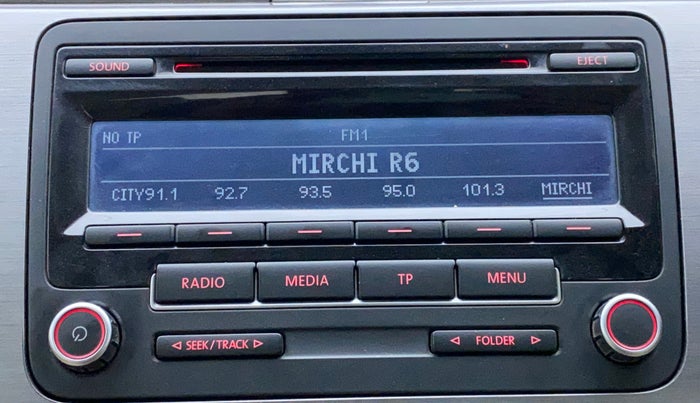 SOUND EJECT
NO TP FM1
MIRCHI R6
CITY91.1 92.7 93.5 95.0 101.3 MIRCHI
RADIO MEDIA TP MENU
◁ SEEK/TRACK ▷ ◁ FOLDER ▷